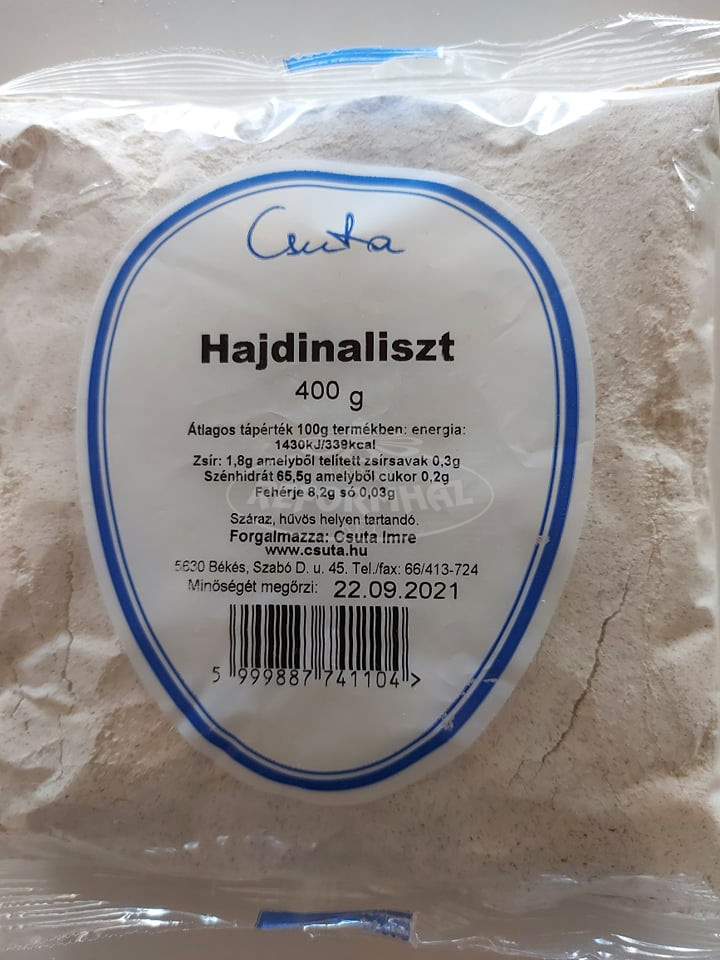 Csuta
Hajdinaliszt
400 g
Átlagos tápérték 100g termékben: energia:
1430kJ/339kcal
Zsír: 1,8g amelyből telített zsírsavak 0,3g
Szénhidrát 65,5g amelyből cukor 0,2g
Fehérje 8,2g só 0,03g
REFORMHÁZ
Száraz, hűvös helyen tartandó.
Forgalmazza: Csuta Imre
www.csuta.hu
5630 Békés, Szabó D. u. 45. Tel./fax: 66/413-724
Minőségét megőrzi: 22.09.2021
5 999887 741104 >